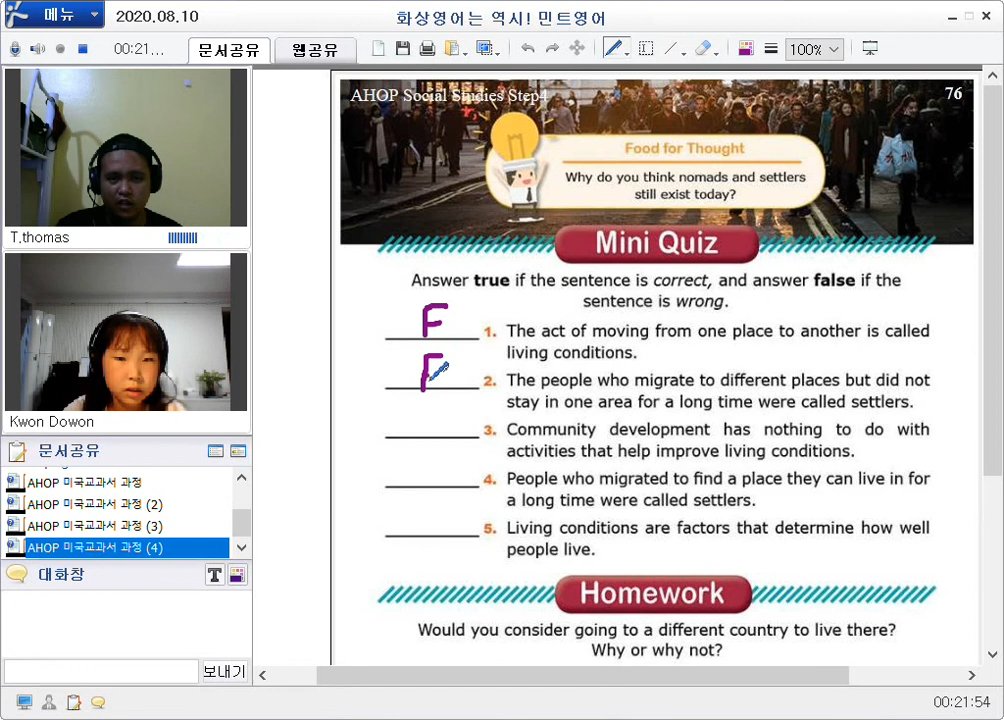 메뉴 2020.08.10 화상영어는 역시! 민트영어
00:21... 문서공유 웹공유 100%
T.thomas
Kwon Dowon
문서공유
AHOP 미국교과서 과정
AHOP 미국교과서 과정 (2)
AHOP 미국교과서 과정 (3)
AHOP 미국교과서 과정 (4)
대화창 T
보내기
AHOP Social Studies Step4 76
Food for Thought
Why do you think nomads and settlers
still exist today?
Mini Quiz
Answer true if the sentence is correct, and answer false if the
sentence is wrong.
F 1. The act of moving from one place to another is called
living conditions.
F 2. The people who migrate to different places but did not
stay in one area for a long time were called settlers.
3. Community development has nothing to do with
activities that help improve living conditions.
4. People who migrated to find a place they can live in for
a long time were called settlers.
5. Living conditions are factors that determine how well
people live.
Homework
Would you consider going to a different country to live there?
Why or why not?
00:21:54